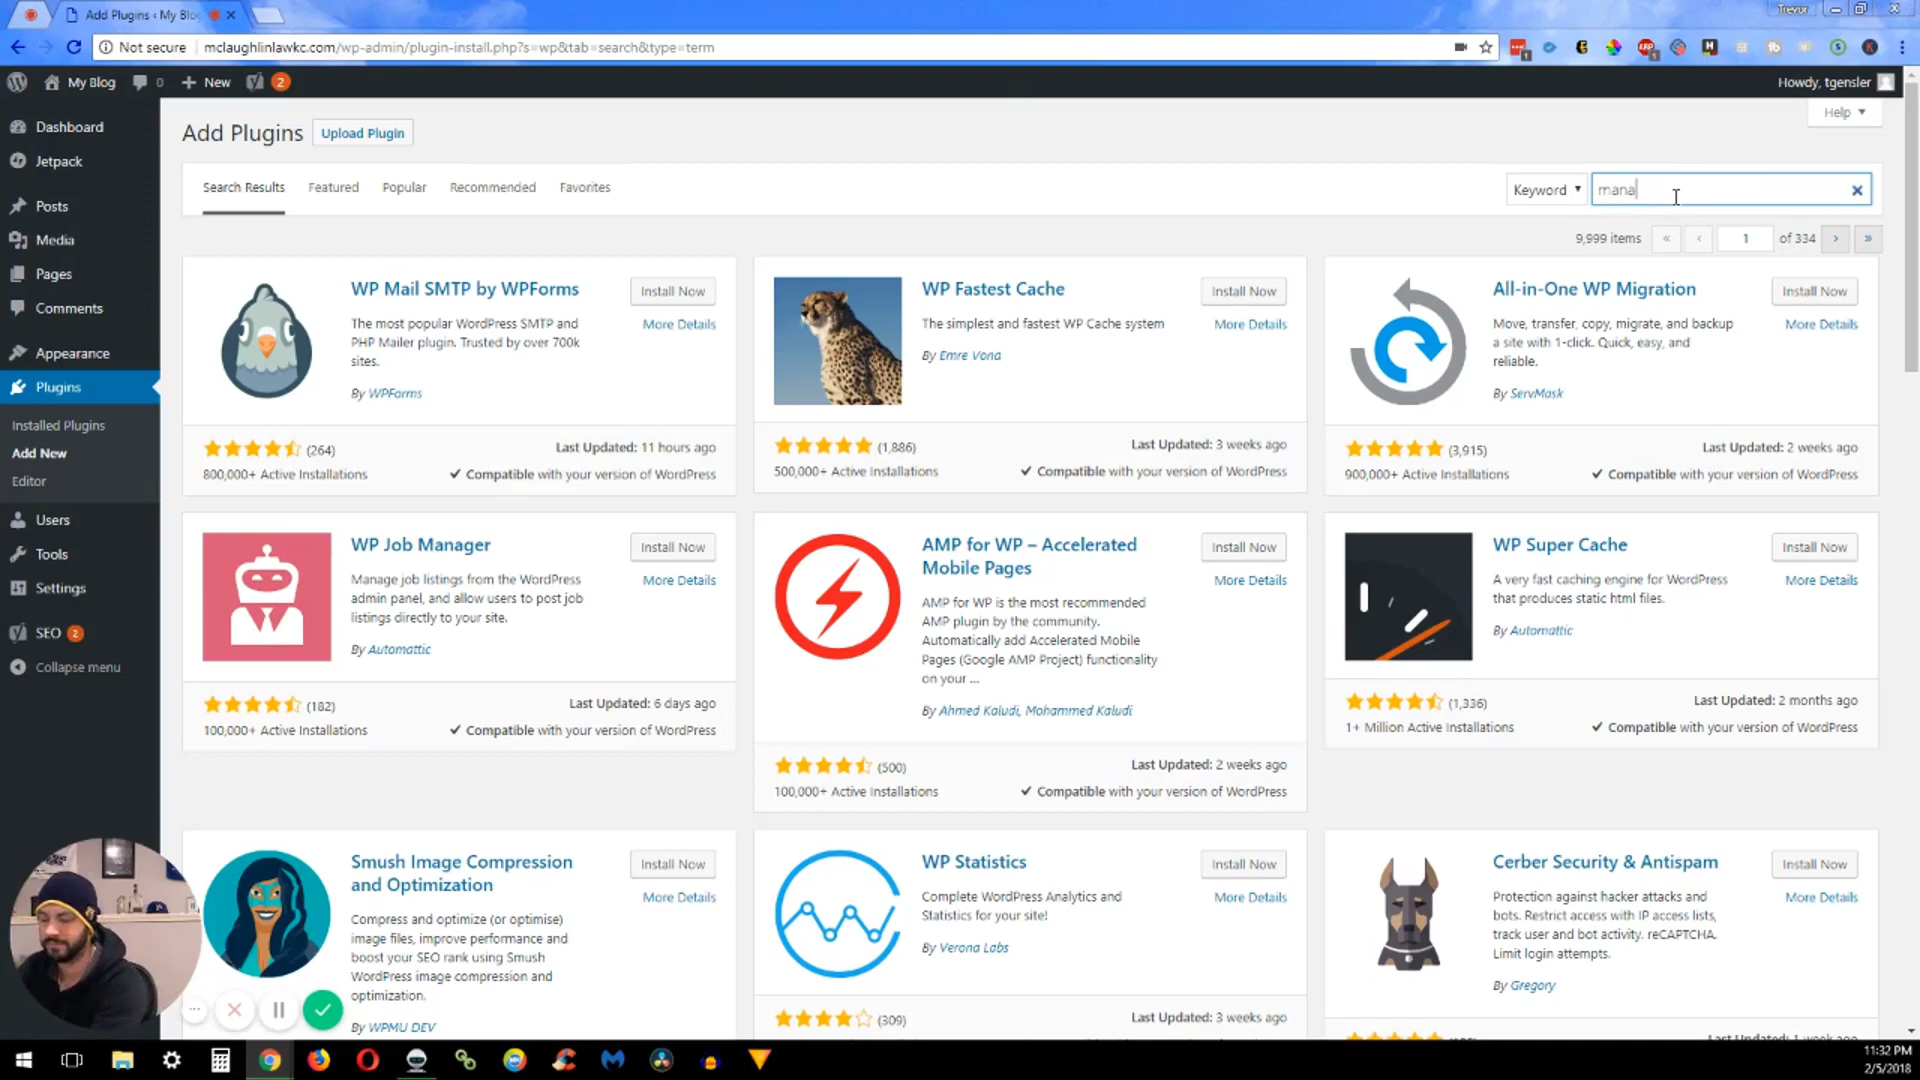 Add Plugins ‹ My Blo
Trevor
Not secure
mclaughlinlawkc.com/wp-admin/plugin-install.php?s=wp&tab=search&type=term
My Blog
0
New
2
Howdy, tgensler
Dashboard
Jetpack
Posts
Media
Pages
Comments
Appearance
Plugins
Installed Plugins
Add New
Editor
Users
Tools
Settings
SEO 2
Collapse menu
Help
Add Plugins
Upload Plugin
Search Results
Featured
Popular
Recommended
Favorites
Keyword
mana
9,999 items
«
‹
1
of 334
›
»
WP Mail SMTP by WPForms
Install Now
More Details
The most popular WordPress SMTP and
PHP Mailer plugin. Trusted by over 700k
sites.
By WPForms
(264)
Last Updated: 11 hours ago
800,000+ Active Installations
Compatible with your version of WordPress
WP Fastest Cache
Install Now
More Details
The simplest and fastest WP Cache system
By Emre Vona
(1,886)
Last Updated: 3 weeks ago
500,000+ Active Installations
Compatible with your version of WordPress
All-in-One WP Migration
Install Now
More Details
Move, transfer, copy, migrate, and backup
a site with 1-click. Quick, easy, and
reliable.
By ServMask
(3,915)
Last Updated: 2 weeks ago
900,000+ Active Installations
Compatible with your version of WordPress
WP Job Manager
Install Now
More Details
Manage job listings from the WordPress
admin panel, and allow users to post job
listings directly to your site.
By Automattic
(182)
Last Updated: 6 days ago
100,000+ Active Installations
Compatible with your version of WordPress
AMP for WP – Accelerated
Mobile Pages
Install Now
More Details
AMP for WP is the most recommended
AMP plugin by the community.
Automatically add Accelerated Mobile
Pages (Google AMP Project) functionality
on your ...
By Ahmed Kaludi, Mohammed Kaludi
(500)
Last Updated: 2 weeks ago
100,000+ Active Installations
Compatible with your version of WordPress
WP Super Cache
Install Now
More Details
A very fast caching engine for WordPress
that produces static html files.
By Automattic
(1,336)
Last Updated: 2 months ago
1+ Million Active Installations
Compatible with your version of WordPress
Smush Image Compression
and Optimization
Install Now
More Details
Compress and optimize (or optimise)
image files, improve performance and
boost your SEO rank using Smush
WordPress image compression and
optimization.
By WPMU DEV
WP Statistics
Install Now
More Details
Complete WordPress Analytics and
Statistics for your site!
By Verona Labs
(309)
Last Updated: 3 weeks ago
Cerber Security & Antispam
Install Now
More Details
Protection against hacker attacks and
bots. Restrict access with IP access lists,
track user and bot activity. reCAPTCHA.
Limit login attempts.
By Gregory
11:32 PM
2/5/2018